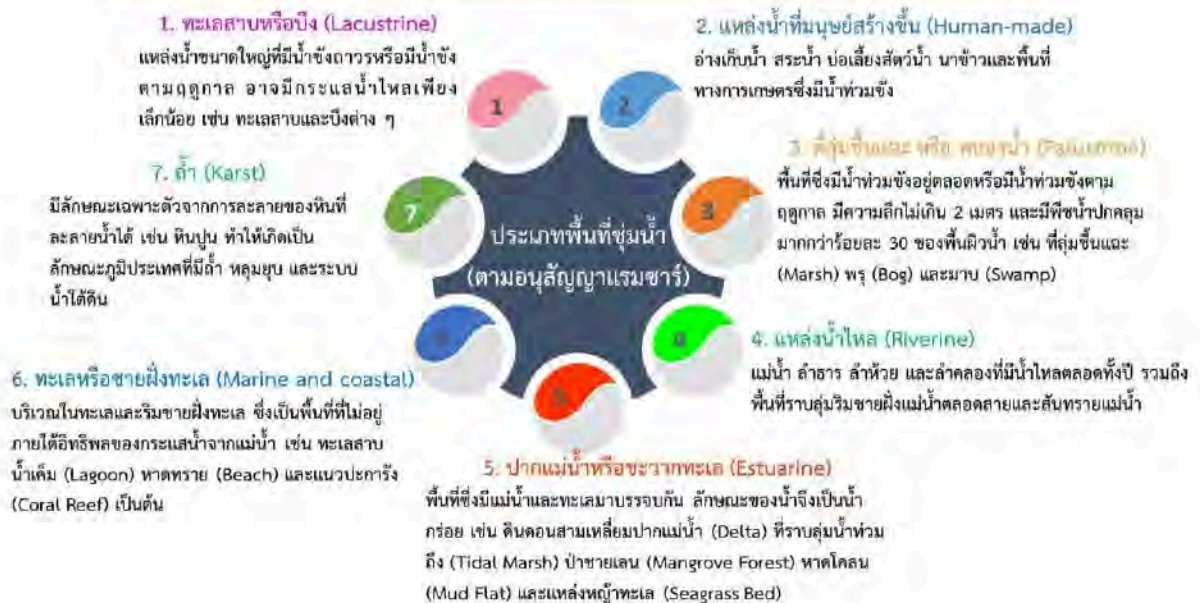 1. ทะเลสาบหรือบึง (Lacustrine)
แหล่งน้ำขนาดใหญ่ที่มีน้ำขังถาวรหรือมีน้ำขัง
ตามฤดูกาล อาจมีกระแสน้ำไหลเพียง
เล็กน้อย เช่น ทะเลสาบและบึงต่าง ๆ
2. แหล่งน้ำที่มนุษย์สร้างขึ้น (Human-made)
อ่างเก็บน้ำ สระน้ำ บ่อเลี้ยงสัตว์น้ำ นาข้าวและพื้นที่
ทางการเกษตรซึ่งมีน้ำท่วมขัง
3. ที่ลุ่มชื้นแฉะ หรือ หนองน้ำ (Palustrine)
พื้นที่ซึ่งมีน้ำท่วมขังอยู่ตลอดหรือมีน้ำท่วมขังตาม
ฤดูกาล มีความลึกไม่เกิน 2 เมตร และมีพืชน้ำปกคลุม
มากกว่าร้อยละ 30 ของพื้นผิวน้ำ เช่น ที่ลุ่มชื้นแฉะ
(Marsh) พรุ (Bog) และมาบ (Swamp)
4. แหล่งน้ำไหล (Riverine)
แม่น้ำ ลำธาร ลำห้วย และลำคลองที่มีน้ำไหลตลอดทั้งปี รวมถึง
พื้นที่ราบลุ่มริมชายฝั่งแม่น้ำตลอดสายและสันทรายแม่น้ำ
5. ปากแม่น้ำหรือชะวากทะเล (Estuarine)
พื้นที่ซึ่งมีแม่น้ำและทะเลมาบรรจบกัน ลักษณะของน้ำจึงเป็นน้ำ
กร่อย เช่น ดินดอนสามเหลี่ยมปากแม่น้ำ (Delta) ที่ราบลุ่มน้ำท่วม
ถึง (Tidal Marsh) ป่าชายเลน (Mangrove Forest) หาดโคลน
(Mud Flat) และแหล่งหญ้าทะเล (Seagrass Bed)
6. ทะเลหรือชายฝั่งทะเล (Marine and coastal)
บริเวณในทะเลและริมชายฝั่งทะเล ซึ่งเป็นพื้นที่ที่ไม่อยู่
ภายใต้อิทธิพลของกระแสน้ำจากแม่น้ำ เช่น ทะเลสาบ
น้ำเค็ม (Lagoon) หาดทราย (Beach) และแนวปะการัง
(Coral Reef) เป็นต้น
7. ถ้ำ (Karst)
มีลักษณะเฉพาะตัวจากการละลายของหินที่
ละลายน้ำได้ เช่น หินปูน ทำให้เกิดเป็น
ลักษณะภูมิประเทศที่มีถ้ำ หลุมยุบ และระบบ
น้ำใต้ดิน
1
2
3
5
7
ประเภทพื้นที่ชุ่มน้ำ
(ตามอนุสัญญาแรมซาร์)